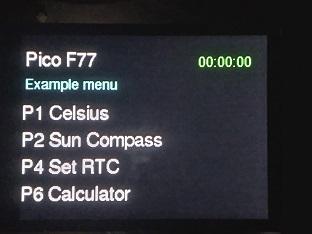 Pico F77 00:00:00
Example menu
P1 Celsius
P2 Sun Compass
P4 Set RTC
P6 Calculator